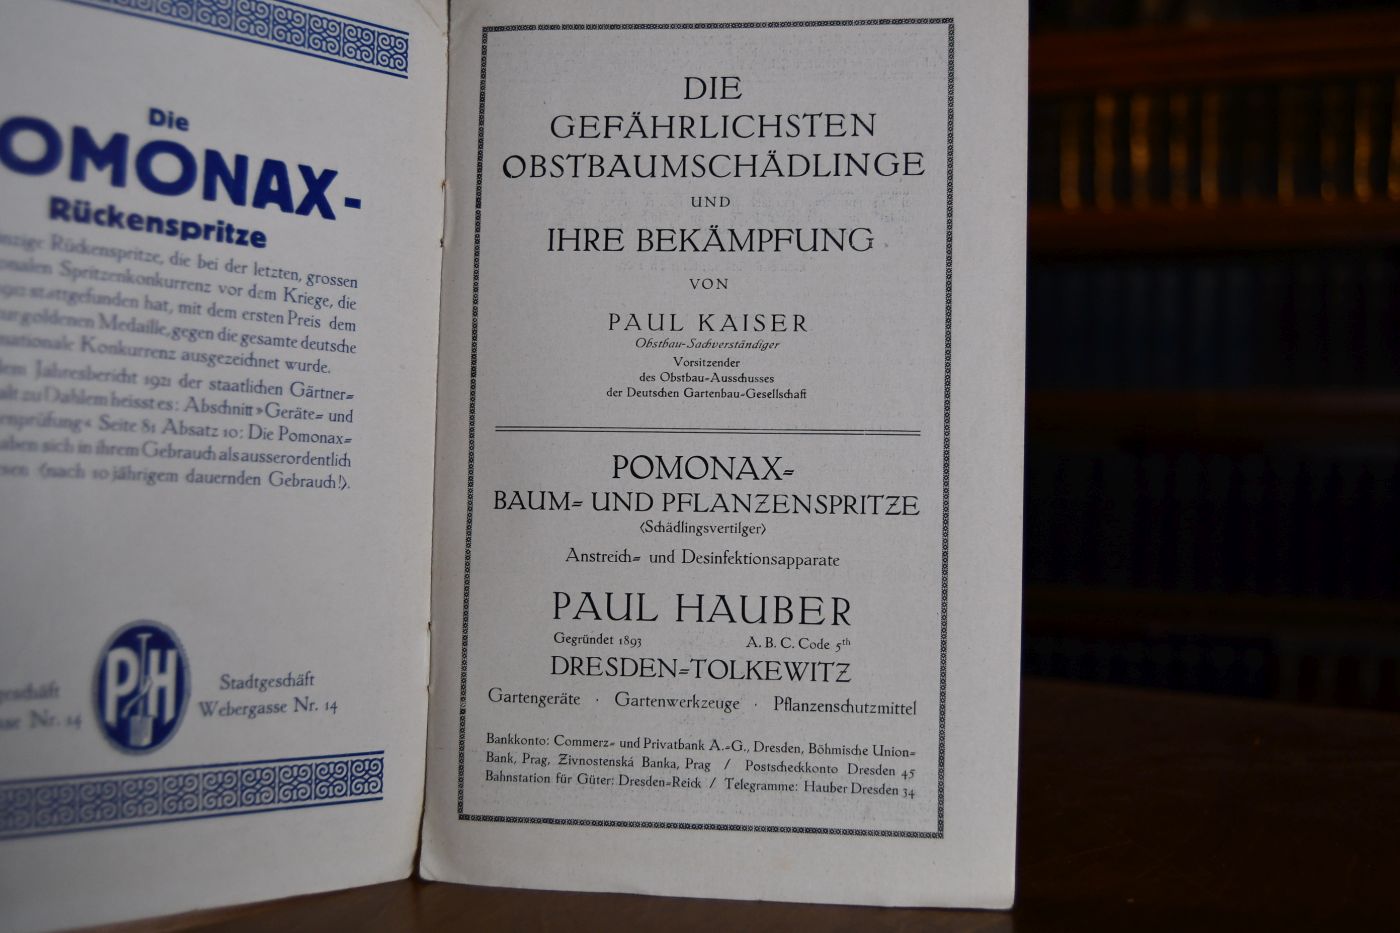 Die
OMONAX-
Rückenspritze
Rückenspritze, die bei der letzten, grossen
Spritzenkonkurrenz vor dem Kriege, die
stattgefunden hat, mit dem ersten Preis dem
goldenen Medaille, gegen die gesamte deutsche
nationale Konkurrenz ausgezeichnet wurde.
Jahresbericht 1921 der staatlichen Gärtner=
zu Dahlem heisst es: Abschnitt »Geräte= und
prüfung« Seite 81 Absatz 10: Die Pomonax=
haben sich in ihrem Gebrauch als ausserordentlich
(nach 10 jährigem dauernden Gebrauch!).
Nr. 14
PH
Stadtgeschäft
Webergasse Nr. 14
DIE
GEFÄHRLICHSTEN
OBSTBAUMSCHÄDLINGE
UND
IHRE BEKÄMPFUNG
VON
PAUL KAISER
Obstbau=Sachverständiger
Vorsitzender
des Obstbau=Ausschusses
der Deutschen Gartenbau=Gesellschaft
POMONAX=
BAUM= UND PFLANZENSPRITZE
(Schädlingsvertilger)
Anstreich= und Desinfektionsapparate
PAUL HAUBER
Gegründet 1893 A. B. C. Code 5th
DRESDEN=TOLKEWITZ
Gartengeräte · Gartenwerkzeuge · Pflanzenschutzmittel
Bankkonto: Commerz= und Privatbank A.=G., Dresden, Böhmische Union=
Bank, Prag, Zivnostenská Banka, Prag / Postscheckkonto Dresden 45
Bahnstation für Güter: Dresden=Reick / Telegramme: Hauber Dresden 34